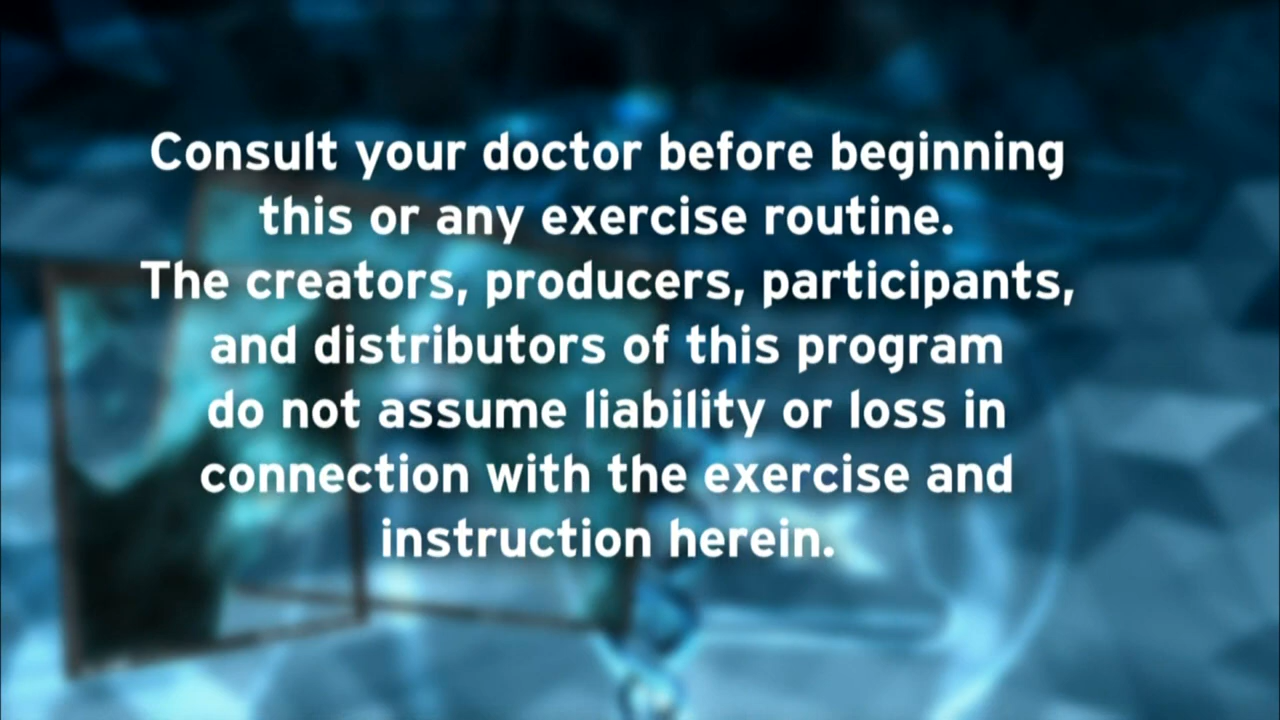 Consult your doctor before beginning
this or any exercise routine.
The creators, producers, participants,
and distributors of this program
do not assume liability or loss in
connection with the exercise and
instruction herein.